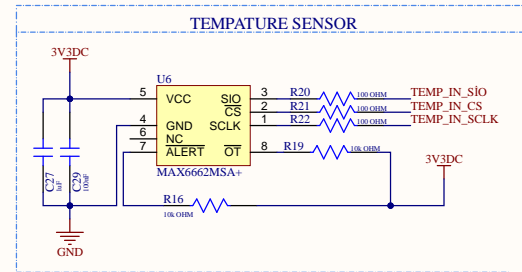 TEMPATURE SENSOR
3V3DC
U6
5 VCC SIO 3 R20 100 OHM TEMP_IN_SİO
CS 2 R21 100 OHM TEMP_IN_CS
4 GND SCLK 1 R22 100 OHM TEMP_IN_SCLK
6 NC
7 ALERT OT 8 R19 10k OHM
MAX6662MSA+
3V3DC
C27 1uF
C29 100nF
R16
10k OHM
GND